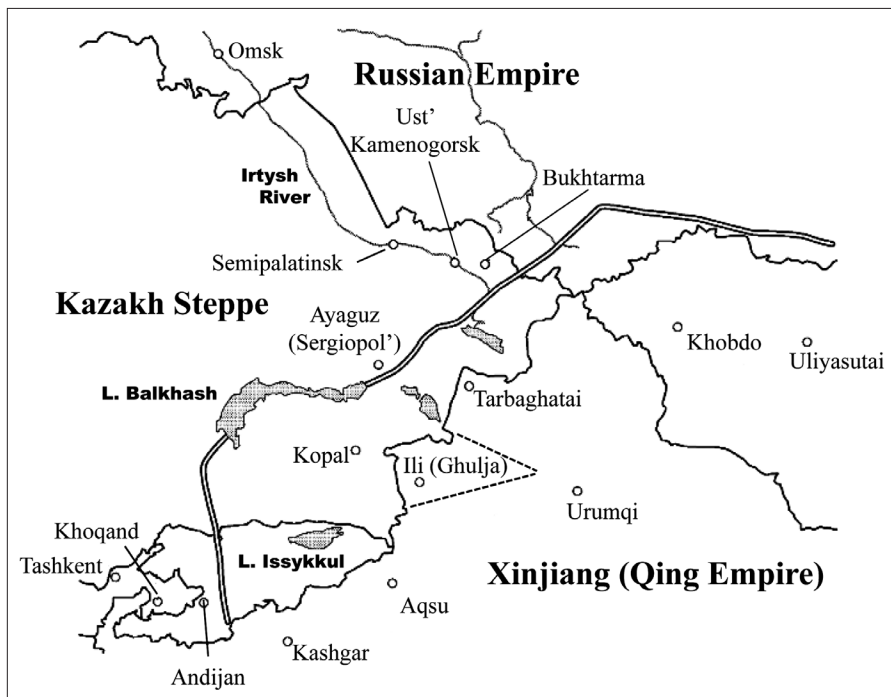 Omsk
Russian Empire
Ust’
Kamenogorsk
Bukhtarma
Irtysh
River
Semipalatinsk
Kazakh Steppe
Ayaguz
(Sergiopol’)
Khobdo
Uliyasutai
L. Balkhash
Tarbaghatai
Kopal
Ili (Ghulja)
Urumqi
Khoqand
Tashkent
L. Issykkul
Xinjiang (Qing Empire)
Aqsu
Kashgar
Andijan